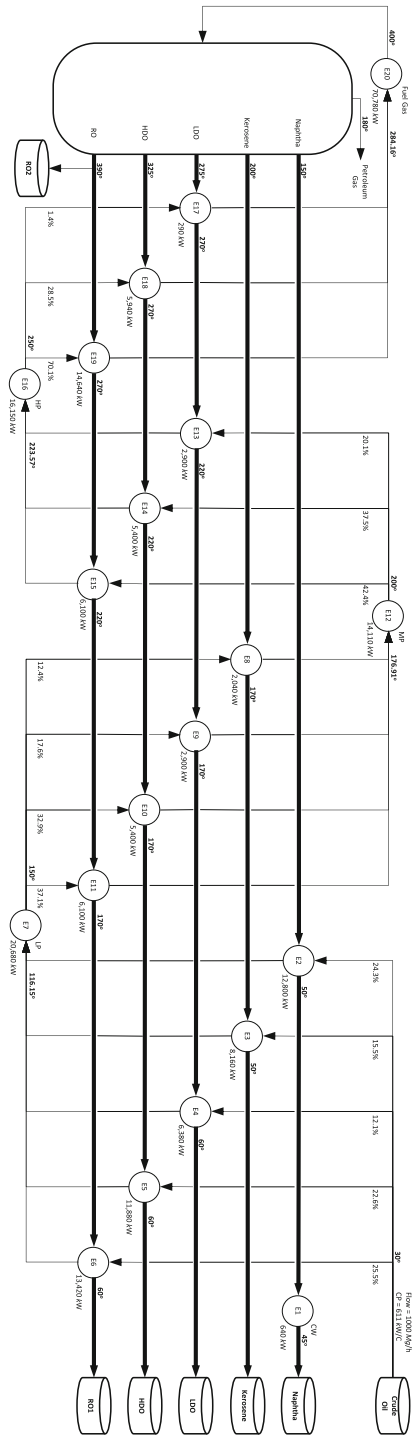 Fuel Gas
400°
E20
284.16°
70,780 kW
180°
Petroleum
Gas
MP
200°
E12
176.91°
14,110 kW
20.1%
37.5%
42.4%
Flow = 1000 Mg/h
CP = 611 kW/C
30°
Crude
Oil
24.3%
15.5%
12.1%
22.6%
25.5%
Naphtha
150°
E2
50°
12,800 kW
CW
E1
45°
640 kW
Naphtha
Kerosene
200°
E8
170°
2,040 kW
E3
50°
8,160 kW
Kerosene
LDO
275°
E17
270°
290 kW
E13
220°
2,900 kW
E9
170°
2,900 kW
E4
60°
6,380 kW
LDO
HDO
325°
E18
270°
5,940 kW
E14
220°
5,400 kW
E10
170°
5,400 kW
E5
60°
11,880 kW
HDO
RO
390°
E19
270°
14,640 kW
E15
220°
6,100 kW
E11
170°
6,100 kW
E6
60°
13,420 kW
RO1
RO2
1.4%
28.5%
70.1%
HP
250°
E16
223.57°
16,150 kW
12.4%
17.6%
32.9%
37.1%
LP
150°
E7
116.15°
20,680 kW